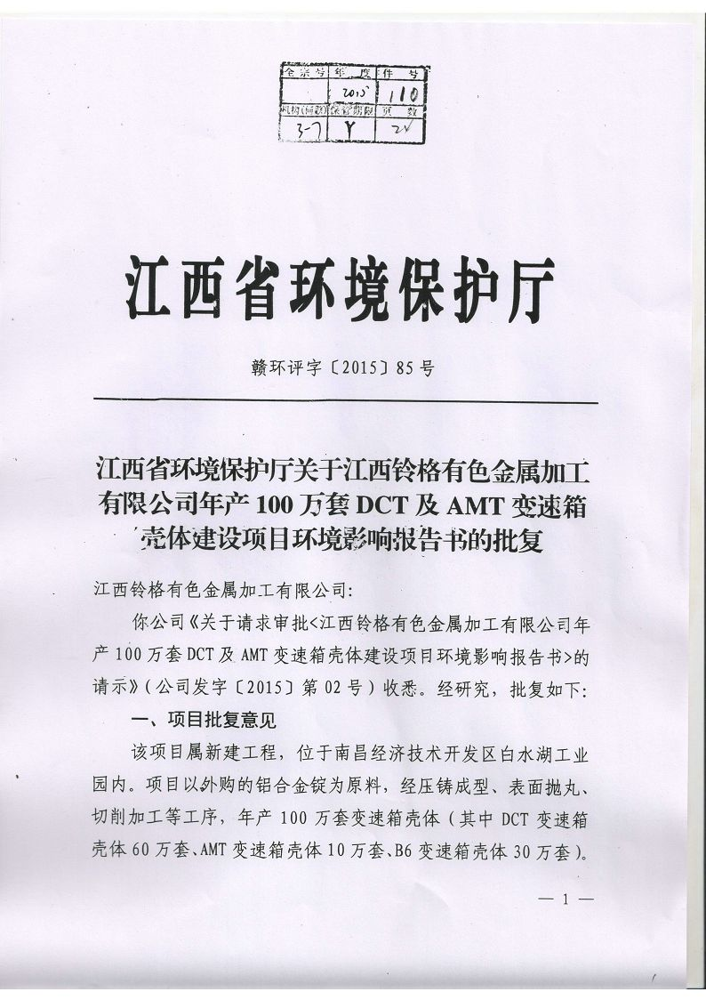 全宗号 年度 件号
2015 110
机构(问题) 保管期限 页数
3-7 Y
江西省环境保护厅
赣环评字〔2015〕85号
江西省环境保护厅关于江西铃格有色金属加工
有限公司年产 100 万套 DCT 及 AMT 变速箱
壳体建设项目环境影响报告书的批复
江西铃格有色金属加工有限公司:
你公司《关于请求审批<江西铃格有色金属加工有限公司年
产100万套DCT及AMT变速箱壳体建设项目环境影响报告书>的
请示》(公司发字〔2015〕第02号)收悉。经研究，批复如下:
一、项目批复意见
该项目属新建工程，位于南昌经济技术开发区白水湖工业
园内。项目以外购的铝合金锭为原料，经压铸成型、表面抛丸、
切削加工等工序，年产100万套变速箱壳体(其中DCT变速箱
壳体60万套、AMT变速箱壳体10万套、B6变速箱壳体30万套)。
— 1 —